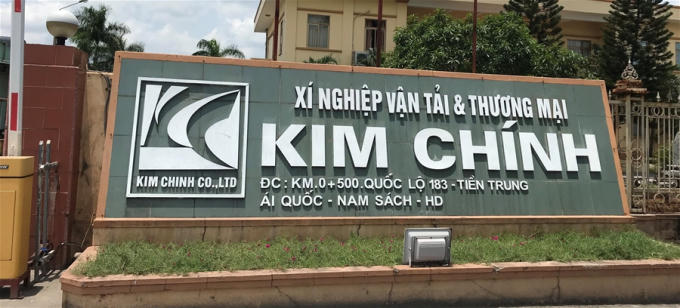 XÍ NGHIỆP VẬN TẢI & THƯƠNG MẠI
KIM CHÍNH
KIM CHINH CO.,LTD
ĐC : KM.0+500.QUỐC LỘ 183 - TIỀN TRUNG
ÁI QUỐC - NAM SÁCH - HD